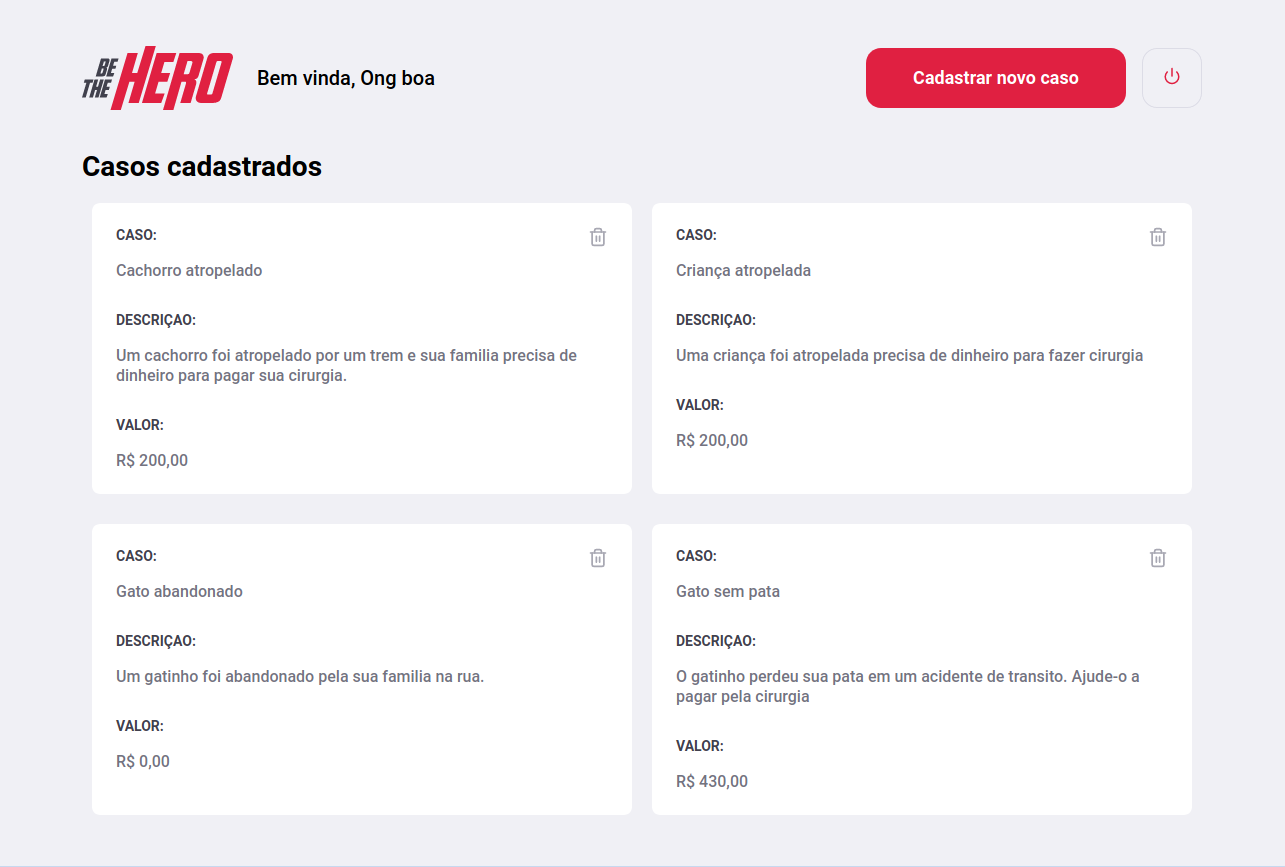 BE THE HERO
Bem vinda, Ong boa
Cadastrar novo caso
Casos cadastrados
CASO:
Cachorro atropelado
DESCRIÇAO:
Um cachorro foi atropelado por um trem e sua familia precisa de
dinheiro para pagar sua cirurgia.
VALOR:
R$ 200,00
CASO:
Criança atropelada
DESCRIÇAO:
Uma criança foi atropelada precisa de dinheiro para fazer cirurgia
VALOR:
R$ 200,00
CASO:
Gato abandonado
DESCRIÇAO:
Um gatinho foi abandonado pela sua familia na rua.
VALOR:
R$ 0,00
CASO:
Gato sem pata
DESCRIÇAO:
O gatinho perdeu sua pata em um acidente de transito. Ajude-o a
pagar pela cirurgia
VALOR:
R$ 430,00